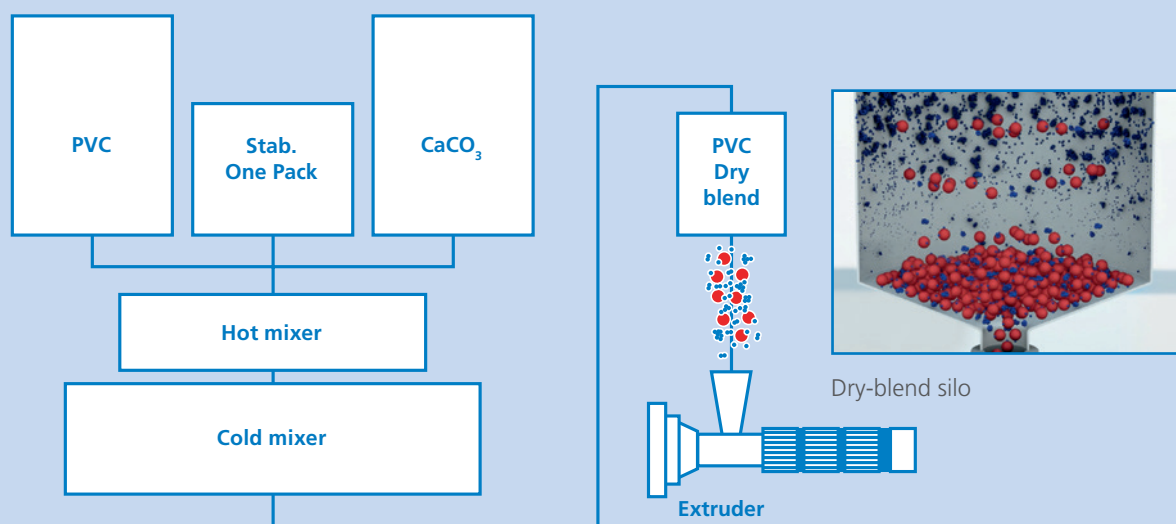 PVC
Stab.
One Pack
CaCO₃
Hot mixer
Cold mixer
PVC
Dry
blend
Extruder
Dry-blend silo